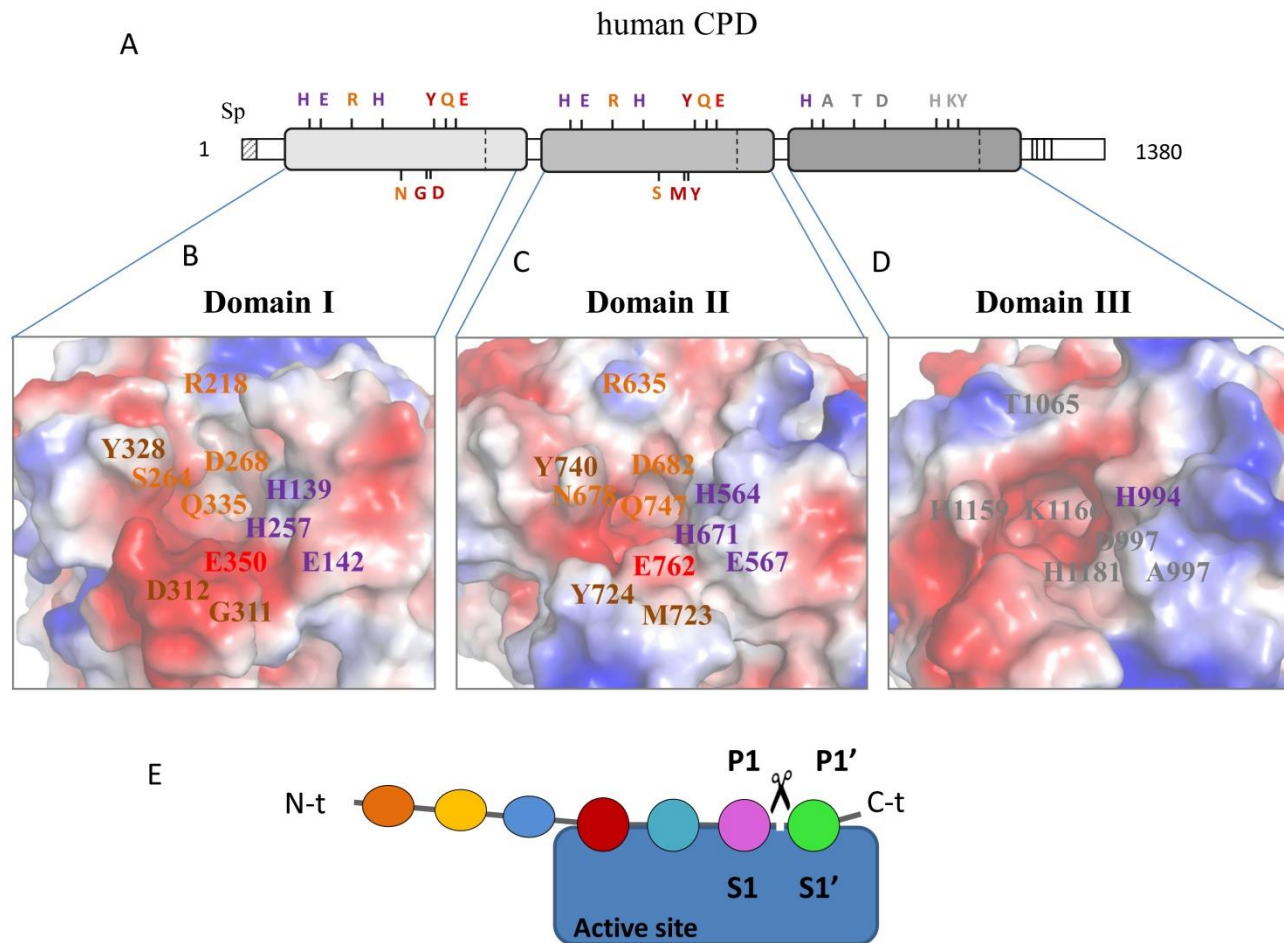 human CPD
A
H E R H Y Q E H E R H Y Q E H A T D H K Y
Sp
1 1380
N G D S M Y
B C D
Domain I Domain II Domain III
R218 R635 T1065
Y328 D268 Y740 D682
S264 Q335 H139 N678 Q747 H564 H1159 K1166 H994
H257 H671
E350 E142 E762 E567 H1181 A997
D312 G311 Y724 M723
E P1 P1’
N-t C-t
S1 S1’
Active site